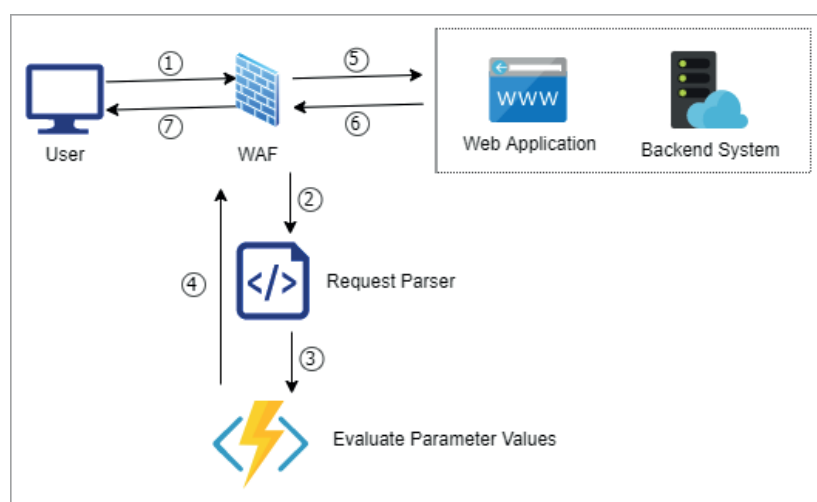 ①
⑤
⑦
⑥
www
User
WAF
Web Application
Backend System
②
④
</>
Request Parser
③
Evaluate Parameter Values